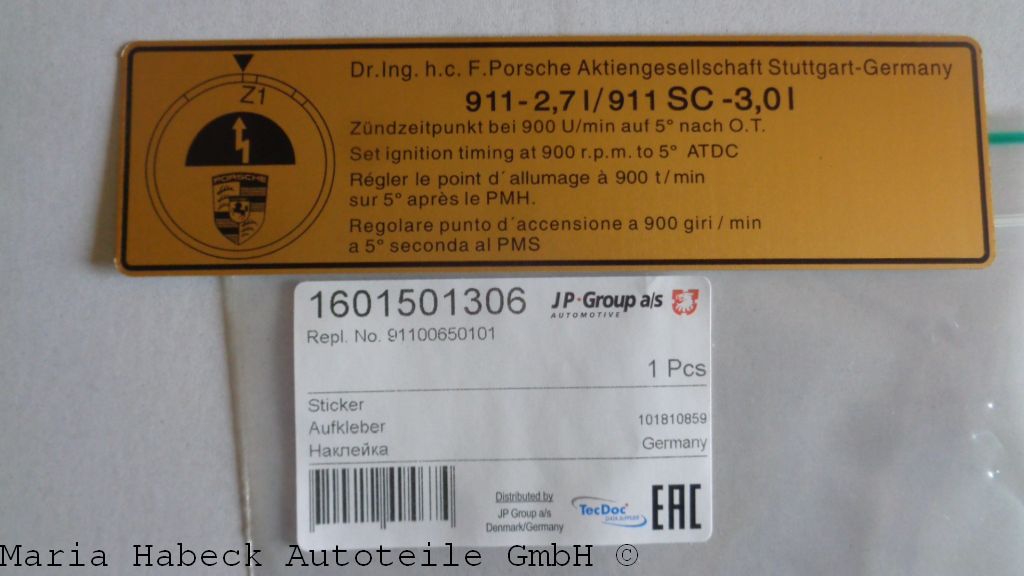 Z1
PORSCHE
Dr.Ing. h.c. F.Porsche Aktiengesellschaft Stuttgart-Germany
911-2,7 l/911 SC -3,0 l
Zündzeitpunkt bei 900 U/min auf 5° nach O.T.
Set ignition timing at 900 r.p.m. to 5° ATDC
Régler le point d´allumage à 900 t/min
sur 5° après le PMH.
Regolare punto d´accensione a 900 giri / min
a 5° seconda al PMS
1601501306
JP·Group a/s
AUTOMOTIVE
Repl. No. 91100650101
1 Pcs
Sticker
Aufkleber
Наклейка
101810859
Germany
Distributed by
JP Group a/s
Denmark/Germany
TecDoc
DATA SUPPLIER
EAC
Maria Habeck Autoteile GmbH ©